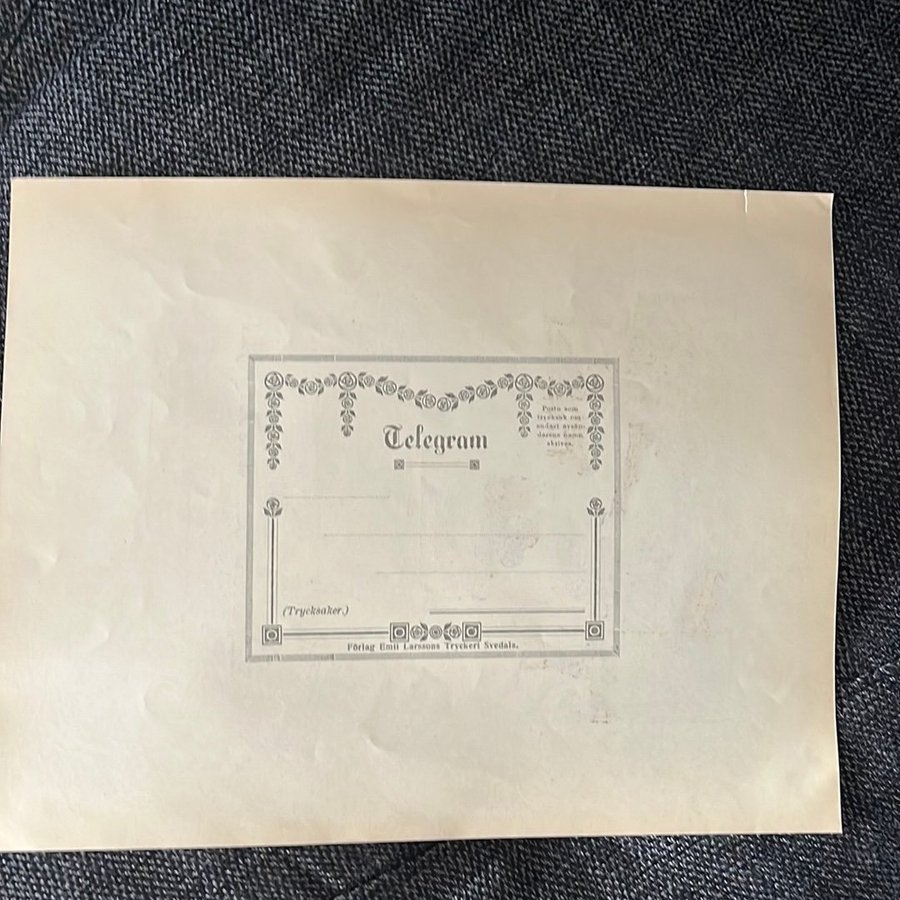 Telegram
Porto som
trycksak om
endast avsän-
darens namn
skrives.
(Trycksaker.)
Förlag Emil Larssons Tryckeri Svedala.